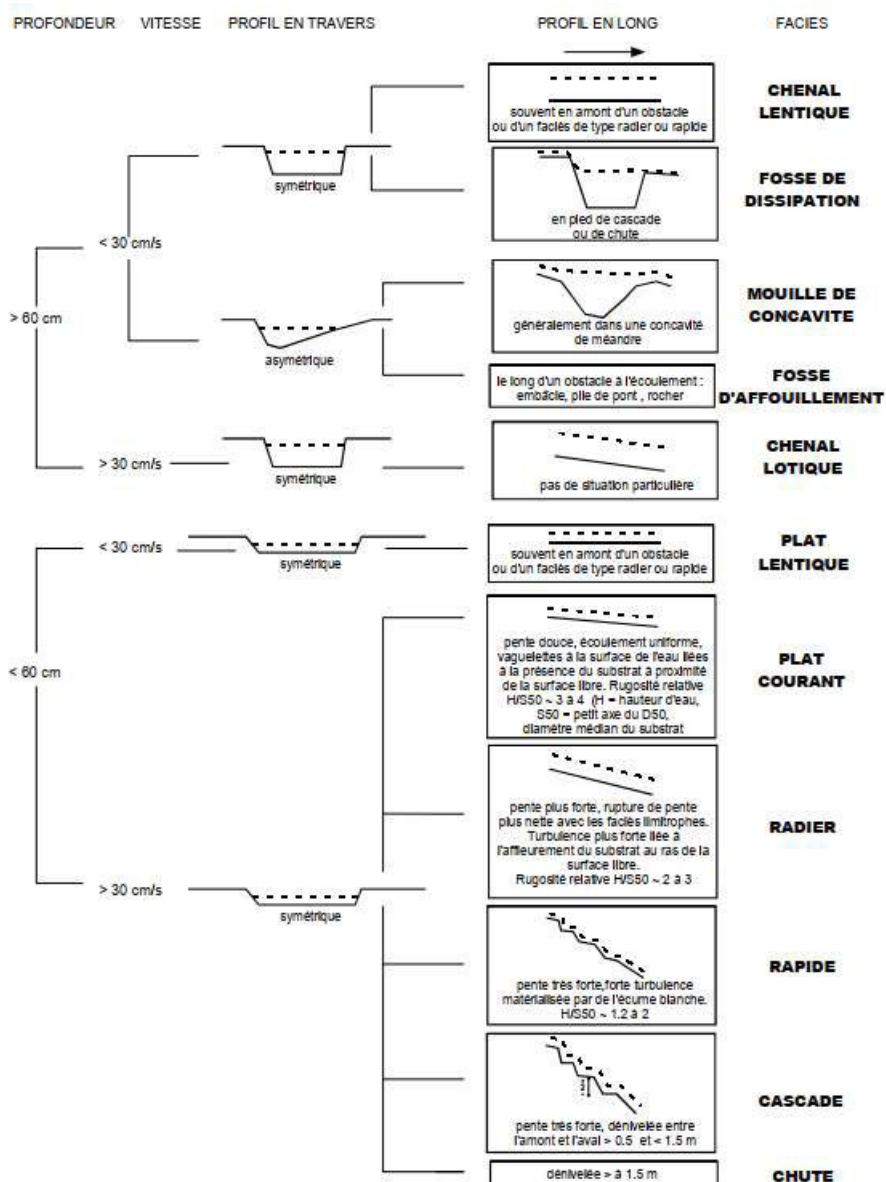 PROFONDEUR VITESSE PROFIL EN TRAVERS PROFIL EN LONG FACIES
souvent en amont d'un obstacle
ou d'un faciés de type radier ou rapide
CHENAL
LENTIQUE
symétrique
en pied de cascade
ou de chute
FOSSE DE
DISSIPATION
< 30 cm/s
> 60 cm
généralement dans une concavité
de méandre
MOUILLE DE
CONCAVITE
asymétrique
le long d'un obstacle à l'écoulement :
embâcle, pile de pont , rocher
FOSSE
D'AFFOUILLEMENT
> 30 cm/s
symétrique
pas de situation particulière
CHENAL
LOTIQUE
< 30 cm/s
symétrique
souvent en amont d'un obstacle
ou d'un faciés de type radier ou rapide
PLAT
LENTIQUE
< 60 cm
pente douce, écoulement uniforme,
vaguelettes à la surface de l'eau liées
à la présence du substrat à proximité
de la surface libre. Rugosité relative
H/S50 ~ 3 à 4 (H = hauteur d'eau,
S50 = petit axe du D50,
diamètre médian du substrat
PLAT
COURANT
pente plus forte, rupture de pente
plus nette avec les faciés limitrophes.
Turbulence plus forte liée à
l'affleurement du substrat au ras de la
surface libre.
Rugosité relative H/S50 ~ 2 à 3
RADIER
> 30 cm/s
symétrique
pente très forte,forte turbulence
matérialisée par de l'écume blanche.
H/S50 ~ 1.2 à 2
RAPIDE
pente très forte, dénivelée entre
l'amont et l'aval > 0.5 et < 1.5 m
CASCADE
dénivelée > à 1.5 m
CHUTE